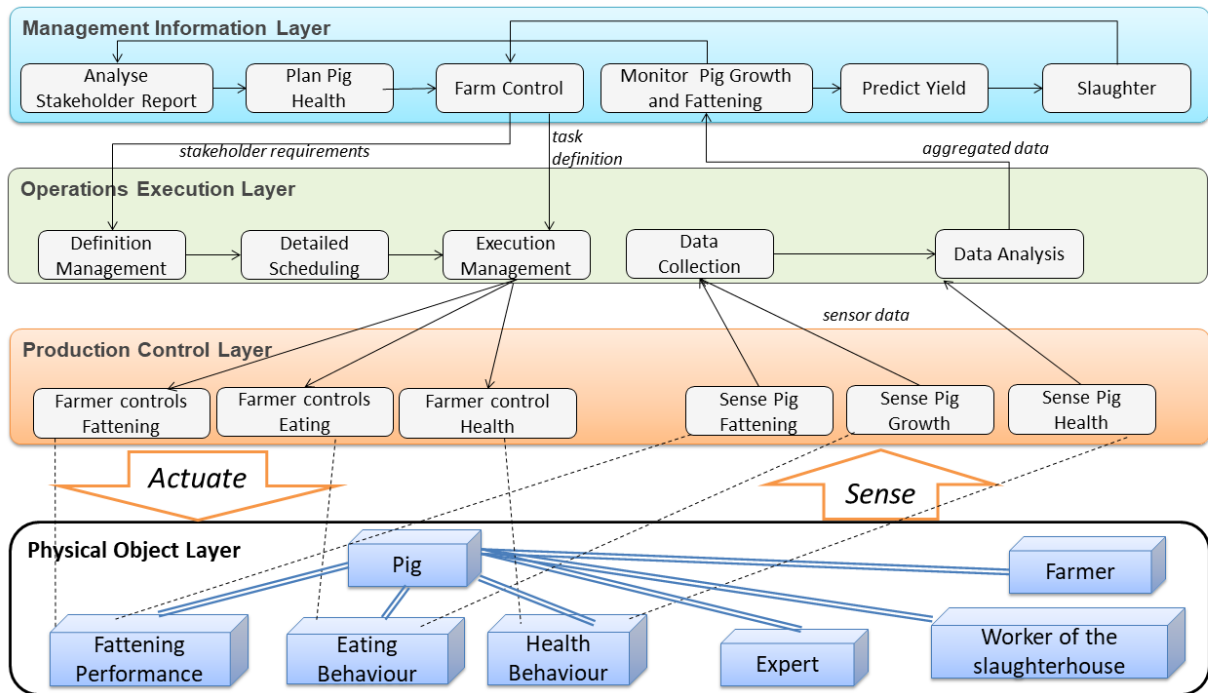 Management Information Layer
Analyse
Stakeholder Report
Plan Pig
Health
Farm Control
Monitor Pig Growth
and Fattening
Predict Yield
Slaughter
stakeholder requirements
task
definition
aggregated data
Operations Execution Layer
Definition
Management
Detailed
Scheduling
Execution
Management
Data
Collection
Data Analysis
sensor data
Production Control Layer
Farmer controls
Fattening
Farmer controls
Eating
Farmer control
Health
Sense Pig
Fattening
Sense Pig
Growth
Sense Pig
Health
Actuate
Sense
Physical Object Layer
Pig
Farmer
Fattening
Performance
Eating
Behaviour
Health
Behaviour
Expert
Worker of the
slaughterhouse